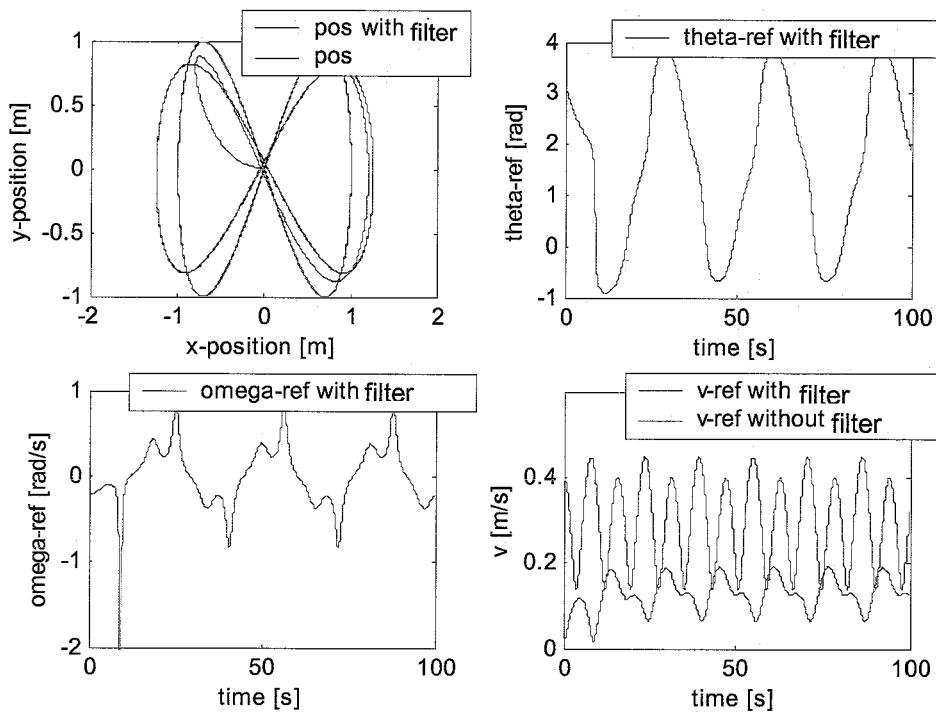 pos with filter
pos
1
0.5
0
-0.5
-1
-2
-1
0
1
2
y-position [m]
x-position [m]
theta-ref with filter
4
3
2
1
0
-1
0
50
100
theta-ref [rad]
time [s]
omega-ref with filter
1
0
-1
-2
0
50
100
omega-ref [rad/s]
time [s]
v-ref with filter
v-ref without filter
0.4
0.2
0
0
50
100
v [m/s]
time [s]